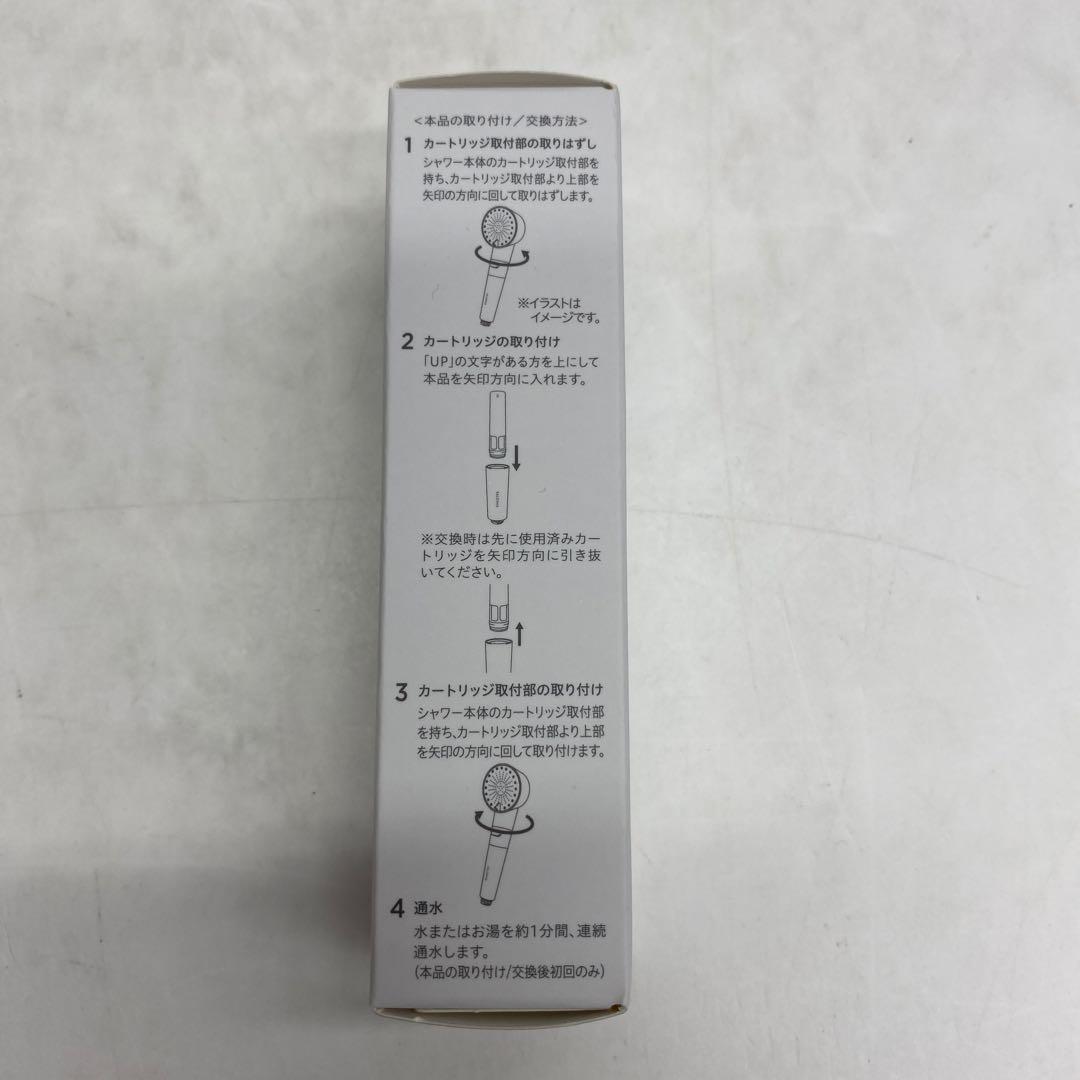 <本品の取り付け/交換方法>
1 カートリッジ取付部の取りはずし
シャワー本体のカートリッジ取付部を
持ち、カートリッジ取付部より上部を
矢印の方向に回して取りはずします。
※イラストは
イメージです。
2 カートリッジの取り付け
「UP」の文字がある方を上にして
本品を矢印方向に入れます。
※交換時は先に使用済みカー
トリッジを矢印方向に引き抜
いてください。
3 カートリッジ取付部の取り付け
シャワー本体のカートリッジ取付部
を持ち、カートリッジ取付部より上部
を矢印の方向に回して取り付けます。
4 通水
水またはお湯を約1分間、連続
通水します。
(本品の取り付け/交換後初回のみ)